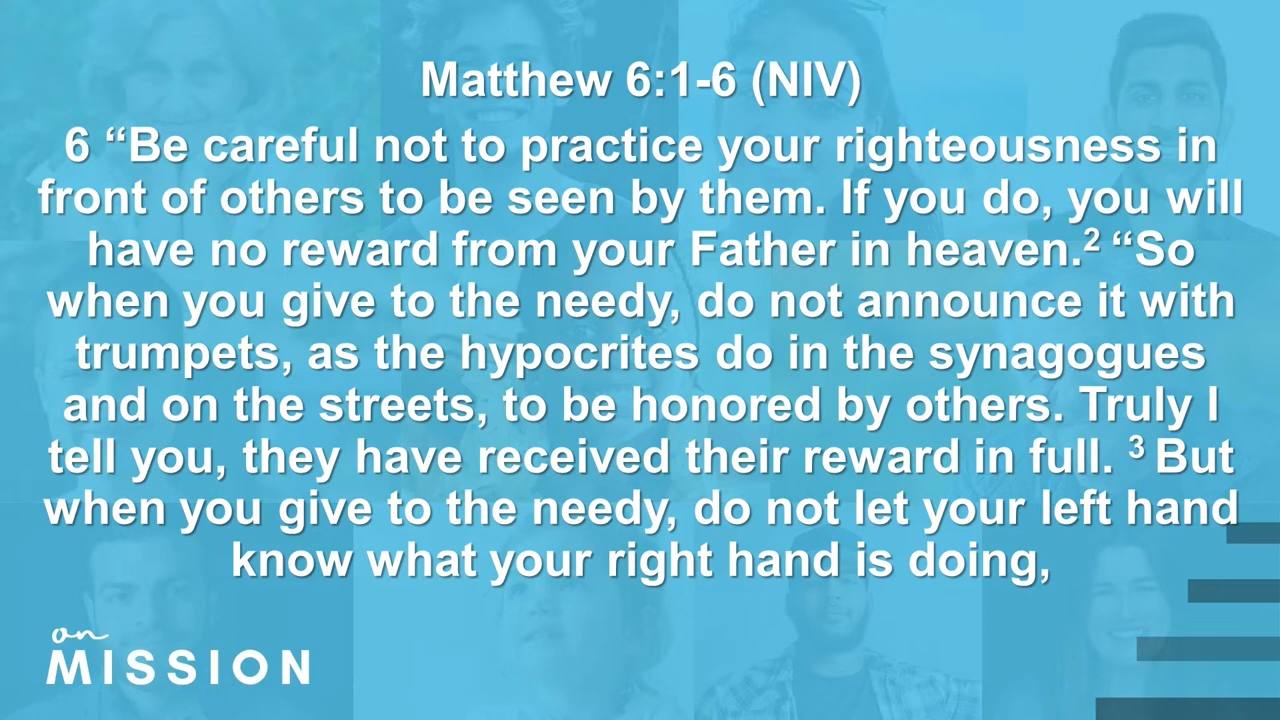 Matthew 6:1-6 (NIV)
6 “Be careful not to practice your righteousness in
front of others to be seen by them. If you do, you will
have no reward from your Father in heaven.2 “So
when you give to the needy, do not announce it with
trumpets, as the hypocrites do in the synagogues
and on the streets, to be honored by others. Truly I
tell you, they have received their reward in full. 3 But
when you give to the needy, do not let your left hand
know what your right hand is doing,
on
MISSION